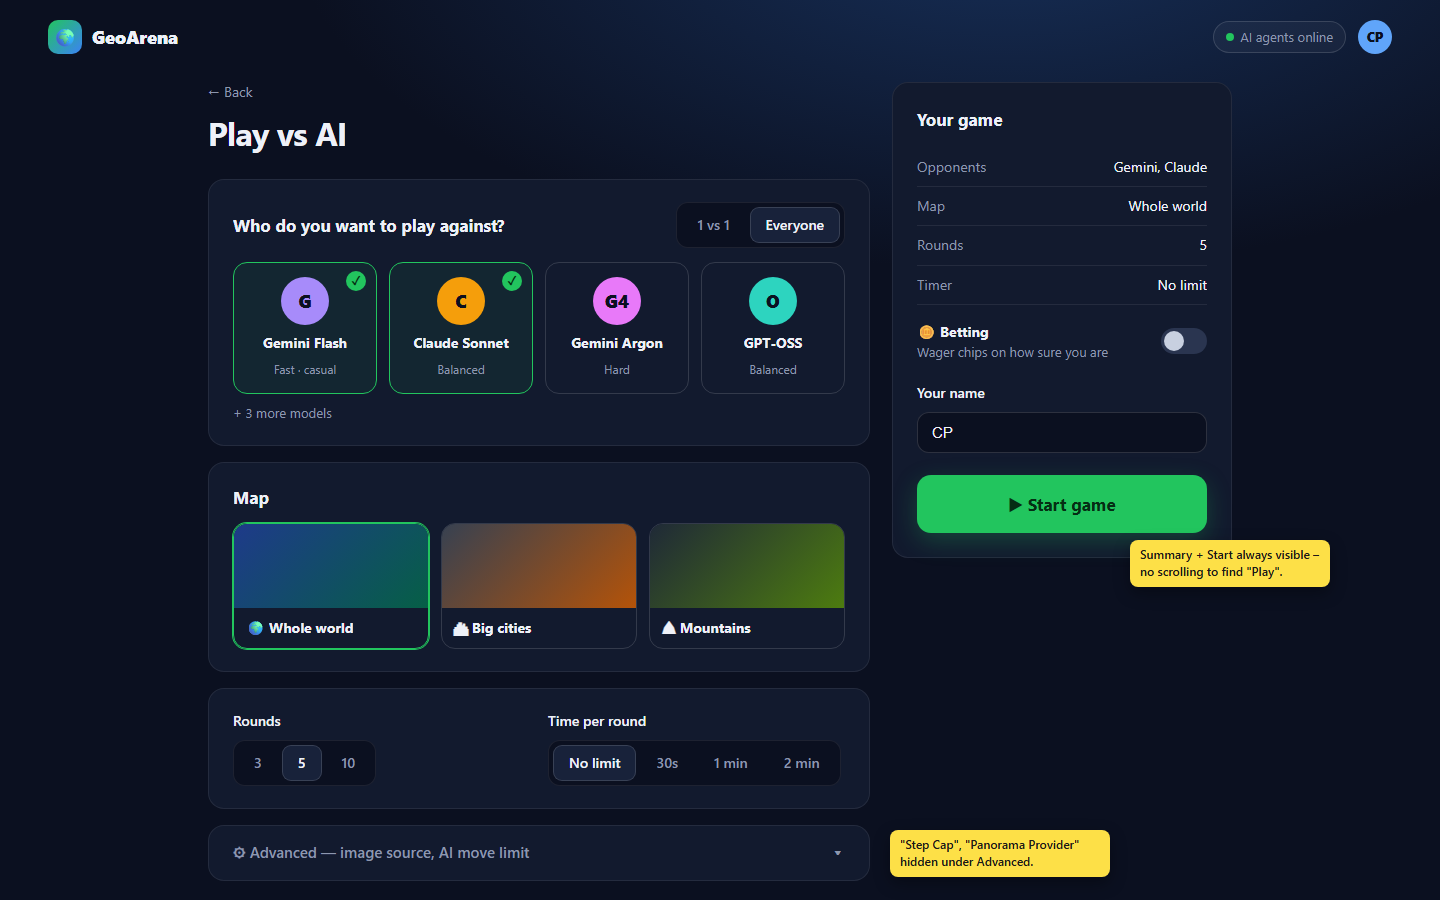 GeoArena
AI agents online
CP
← Back
Play vs AI
Who do you want to play against?
1 vs 1
Everyone
G
Gemini Flash
Fast · casual
C
Claude Sonnet
Balanced
G4
Gemini Argon
Hard
O
GPT-OSS
Balanced
+ 3 more models
Map
Whole world
Big cities
Mountains
Rounds
3
5
10
Time per round
No limit
30s
1 min
2 min
Advanced — image source, AI move limit
Your game
Opponents
Gemini, Claude
Map
Whole world
Rounds
5
Timer
No limit
Betting
Wager chips on how sure you are
Your name
CP
Start game
Summary + Start always visible –
no scrolling to find "Play".
"Step Cap", "Panorama Provider"
hidden under Advanced.